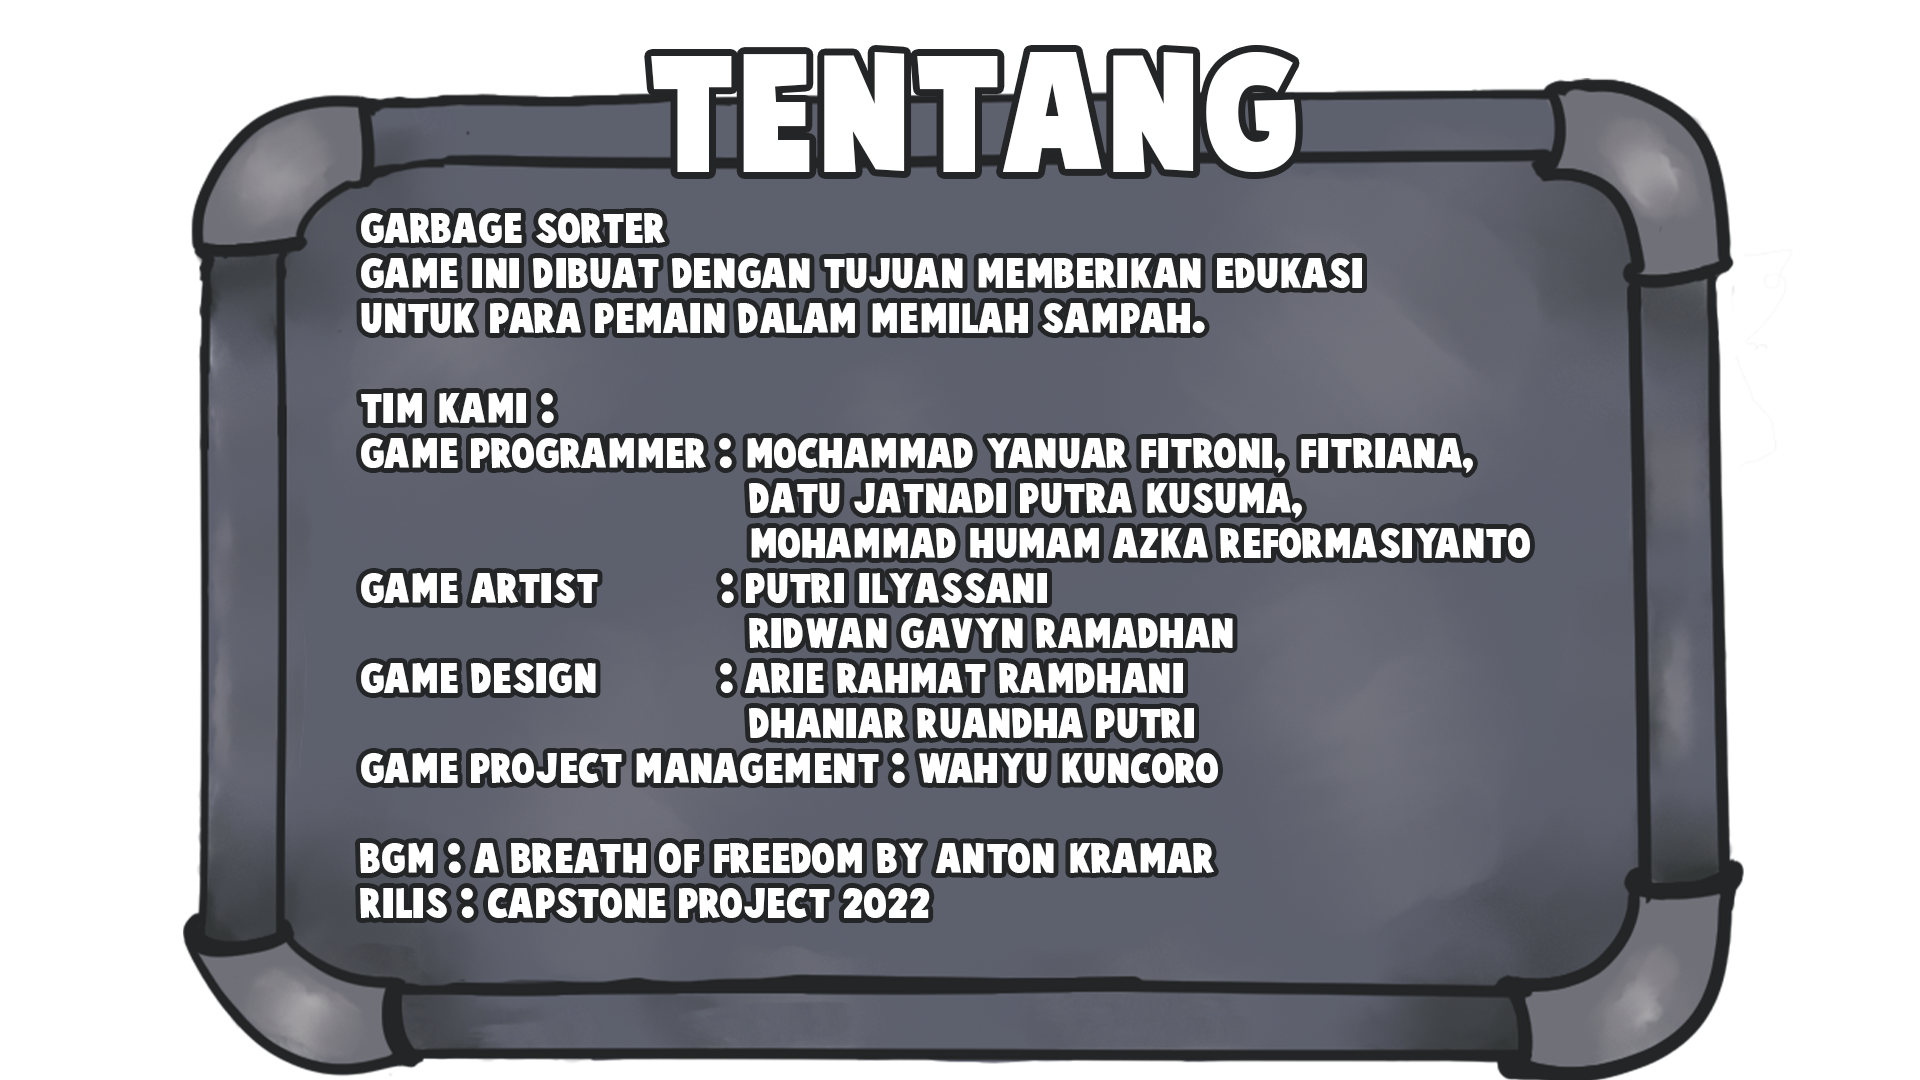 TENTANG
GARBAGE SORTER
GAME INI DIBUAT DENGAN TUJUAN MEMBERIKAN EDUKASI
UNTUK PARA PEMAIN DALAM MEMILAH SAMPAH.
TIM KAMI :
GAME PROGRAMMER : MOCHAMMAD YANUAR FITRONI, FITRIANA,
DATU JATNADI PUTRA KUSUMA,
MOHAMMAD HUMAM AZKA REFORMASIYANTO
GAME ARTIST : PUTRI ILYASSANI
RIDWAN GAVYN RAMADHAN
GAME DESIGN : ARIE RAHMAT RAMDHANI
DHANIAR RUANDHA PUTRI
GAME PROJECT MANAGEMENT : WAHYU KUNCORO
BGM : A BREATH OF FREEDOM BY ANTON KRAMAR
RILIS : CAPSTONE PROJECT 2022